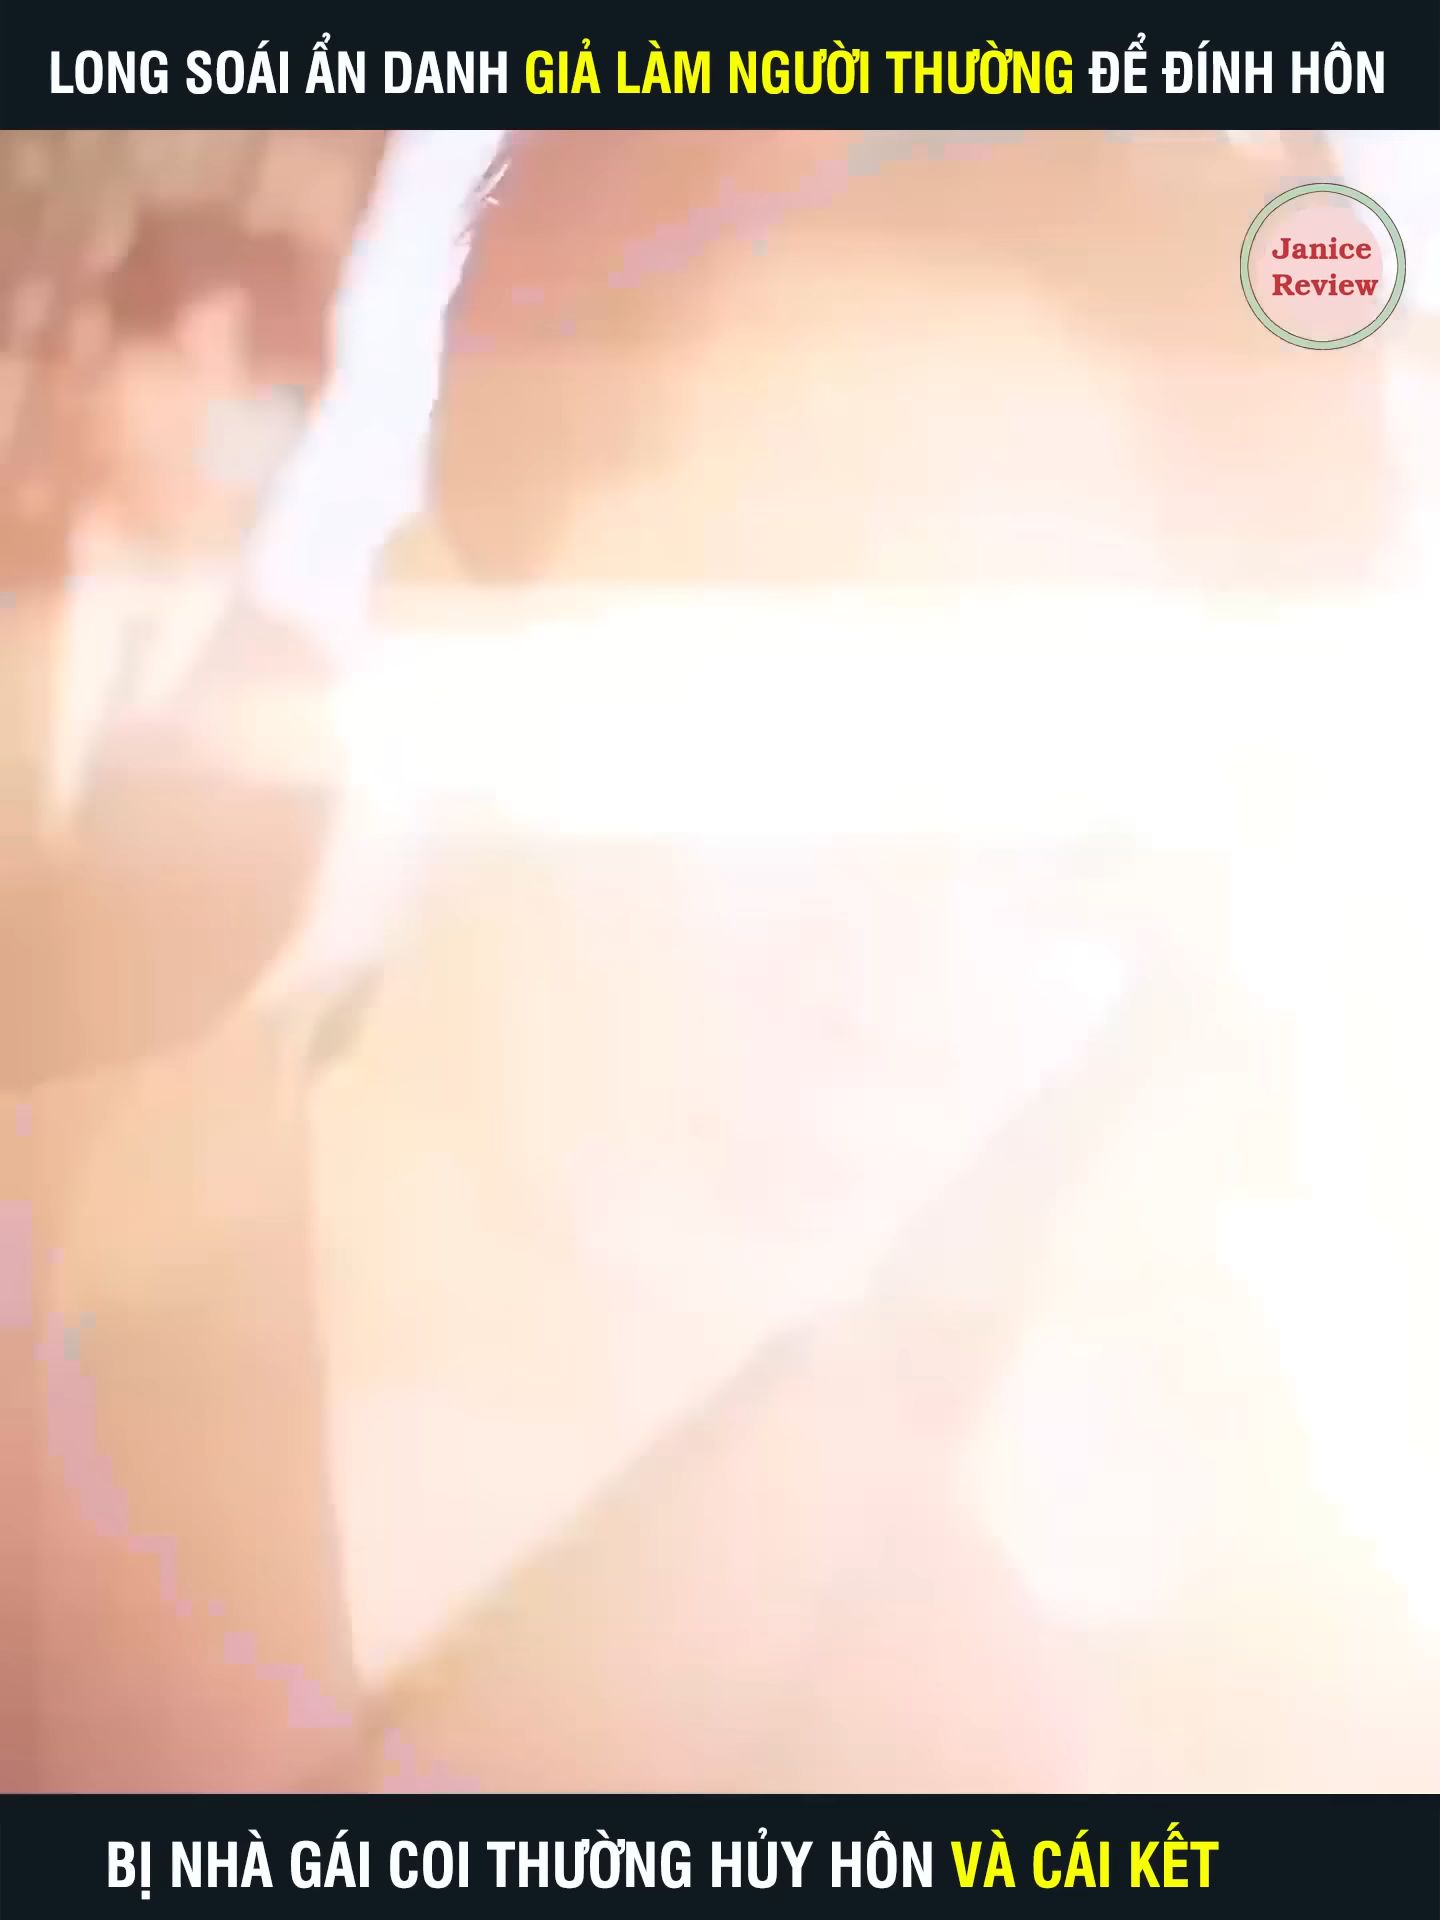 LONG SOÁI ẨN DANH GIẢ LÀM NGƯỜI THƯỜNG ĐỂ ĐÍNH HÔN
Janice
Review
BỊ NHÀ GÁI COI THƯỜNG HỦY HÔN VÀ CÁI KẾT